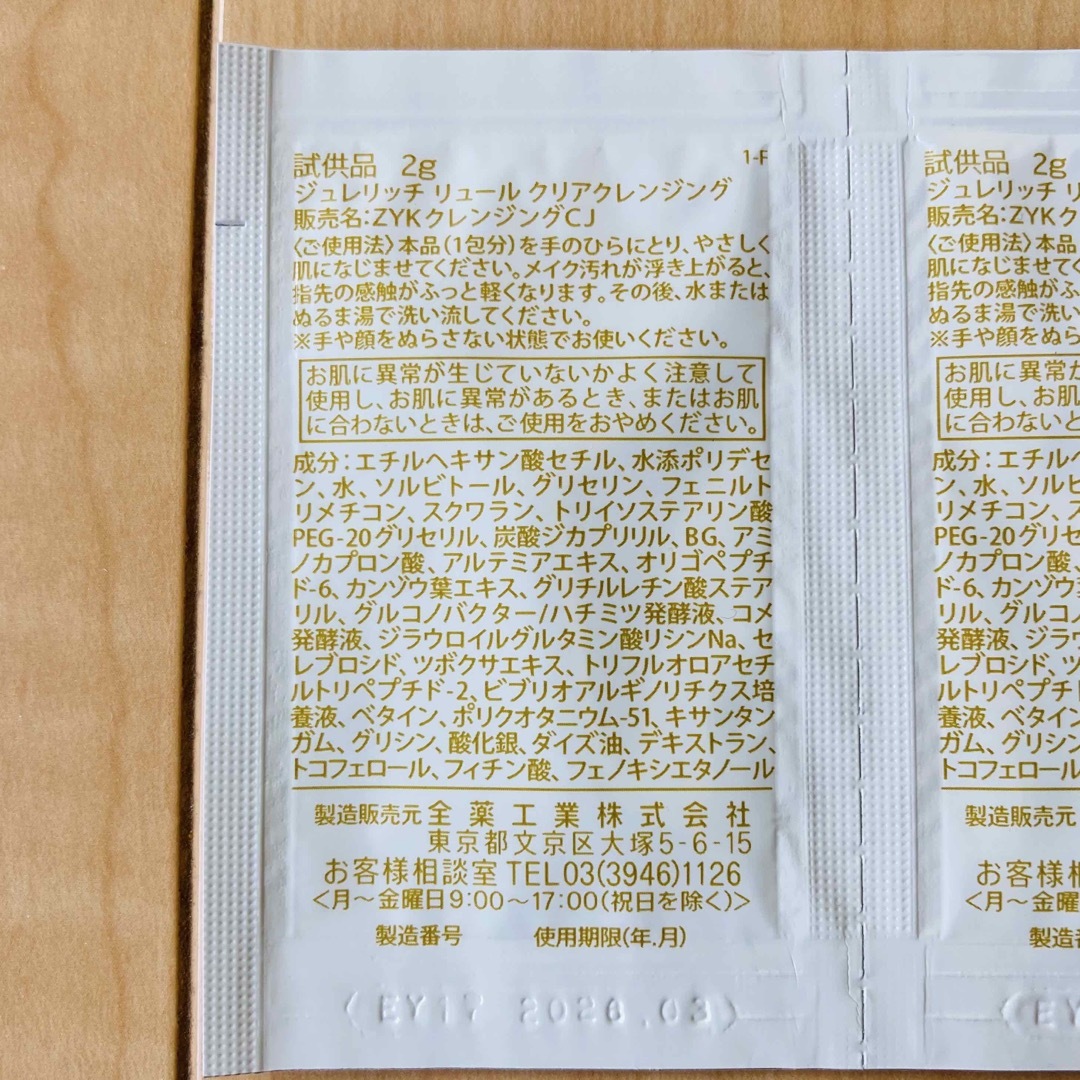 試供品 2g
1-F
ジュレリッチ リュール クリアクレンジング
販売名:ZYKクレンジングCJ
〈ご使用法〉本品(1包分)を手のひらにとり、やさしく
肌になじませてください。メイク汚れが浮き上がると、
指先の感触がふっと軽くなります。その後、水または
ぬるま湯で洗い流してください。
※手や顔をぬらさない状態でお使いください。
お肌に異常が生じていないかよく注意して
使用し、お肌に異常があるとき、またはお肌
に合わないときは、ご使用をおやめください。
成分:エチルヘキサン酸セチル、水添ポリデセ
ン、水、ソルビトール、グリセリン、フェニルト
リメチコン、スクワラン、トリイソステアリン酸
PEG-20グリセリル、炭酸ジカプリリル、BG、アミ
ノカプロン酸、アルテミアエキス、オリゴペプチ
ド-6、カンゾウ葉エキス、グリチルレチン酸ステア
リル、グルコノバクター/ハチミツ発酵液、コメ
発酵液、ジラウロイルグルタミン酸リシンNa、セ
レブロシド、ツボクサエキス、トリフルオロアセチ
ルトリペプチド-2、ビブリオアルギノリチクス培
養液、ベタイン、ポリクオタニウム-51、キサンタン
ガム、グリシン、酸化銀、ダイズ油、デキストラン、
トコフェロール、フィチン酸、フェノキシエタノール
製造販売元 全薬工業株式会社
東京都文京区大塚5-6-15
お客様相談室 TEL03(3946)1126
<月~金曜日9:00~17:00(祝日を除く)>
製造番号 使用期限(年.月)
〈EY17 2026.03〉
試供品 2g
ジュレリッチ リ
販売名:ZYKク
〈ご使用法〉本品
肌になじませてく
指先の感触がふ
ぬるま湯で洗い
※手や顔をぬら
お肌に異常が
使用し、お肌
に合わないと
成分:エチルヘ
ン、水、ソルビ
リメチコン、ス
PEG-20グリセ
ノカプロン酸、
ド-6、カンゾウ
リル、グルコノ
発酵液、ジラウ
レブロシド、ツ
ルトリペプチド
養液、ベタイン
ガム、グリシン
トコフェロール
製造販売元
お客様相
<月~金曜
製造番
〈EY